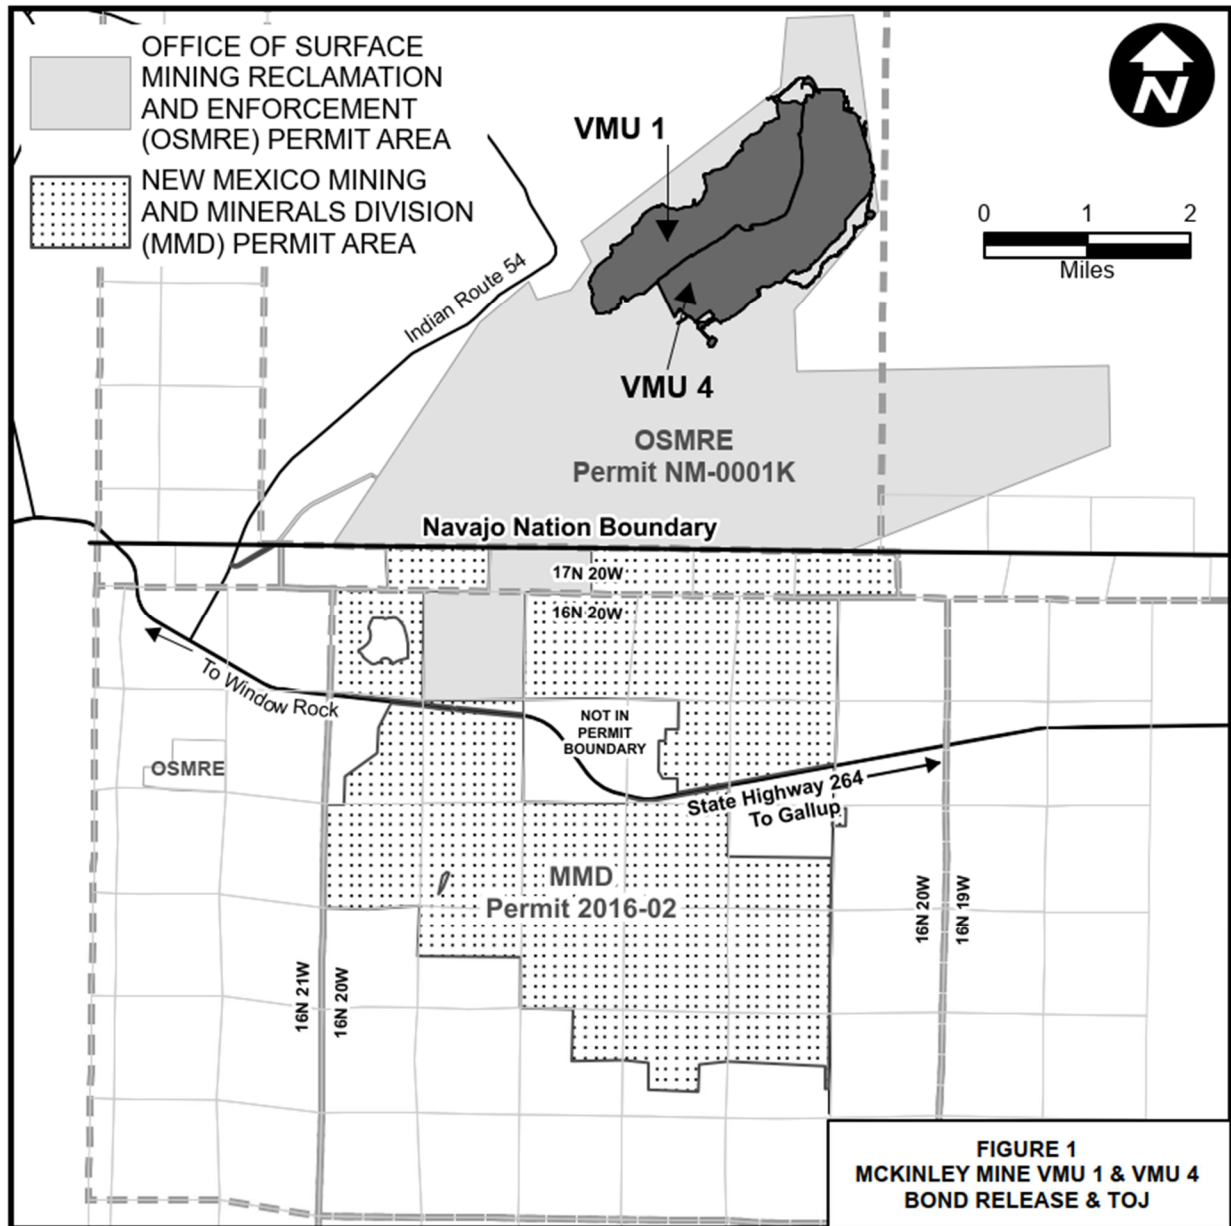 OFFICE OF SURFACE
MINING RECLAMATION
AND ENFORCEMENT
(OSMRE) PERMIT AREA
NEW MEXICO MINING
AND MINERALS DIVISION
(MMD) PERMIT AREA
N
0 1 2
Miles
VMU 1
Indian Route 54
VMU 4
OSMRE
Permit NM-0001K
Navajo Nation Boundary
17N 20W
16N 20W
To Window Rock
NOT IN
PERMIT
BOUNDARY
OSMRE
State Highway 264
To Gallup
MMD
Permit 2016-02
16N 20W
16N 19W
16N 21W
16N 20W
FIGURE 1
MCKINLEY MINE VMU 1 & VMU 4
BOND RELEASE & TOJ